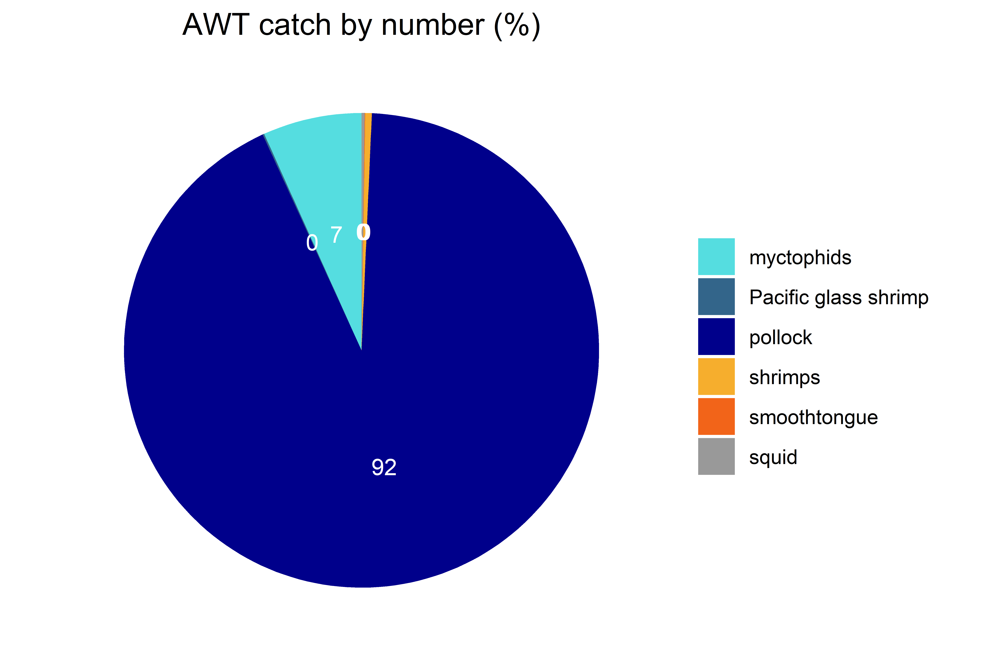 AWT catch by number (%)
7
0
0
92
myctophids
Pacific glass shrimp
pollock
shrimps
smoothtongue
squid